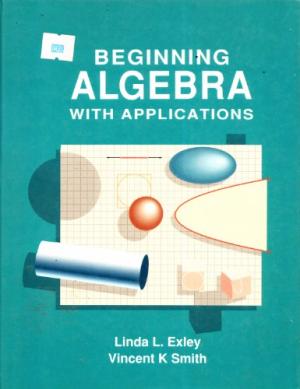 BEGINNING
ALGEBRA
WITH APPLICATIONS
Linda L. Exley
Vincent K Smith